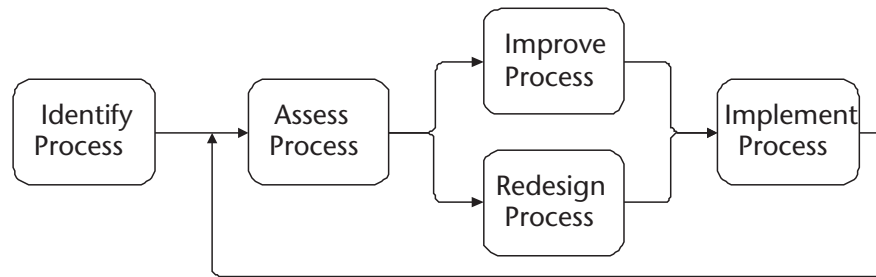 Identify
Process
Assess
Process
Improve
Process
Redesign
Process
Implement
Process